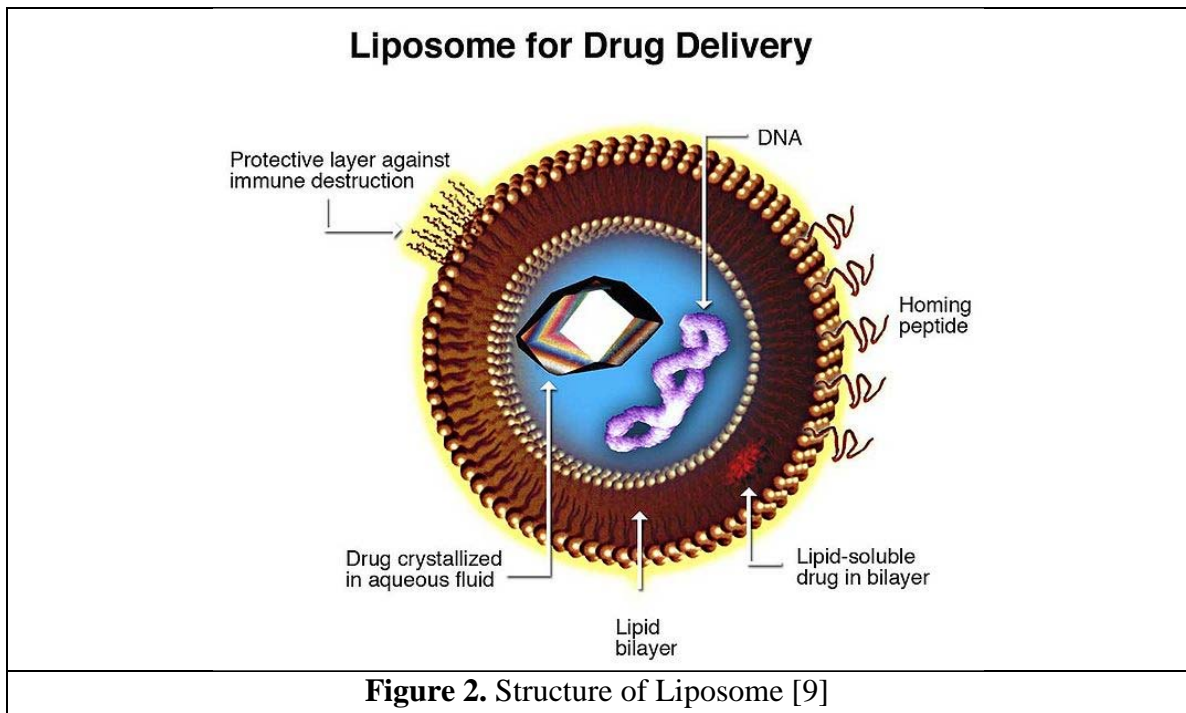 Liposome for Drug Delivery
DNA
Protective layer against
immune destruction
Homing
peptide
Drug crystallized
in aqueous fluid
Lipid-soluble
drug in bilayer
Lipid
bilayer
Figure 2. Structure of Liposome [9]